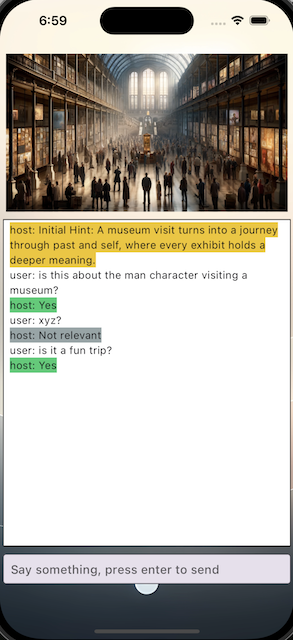 6:59
host: Initial Hint: A museum visit turns into a journey
through past and self, where every exhibit holds a
deeper meaning.
user: is this about the man character visiting a
museum?
host: Yes
user: xyz?
host: Not relevant
user: is it a fun trip?
host: Yes
Say something, press enter to send